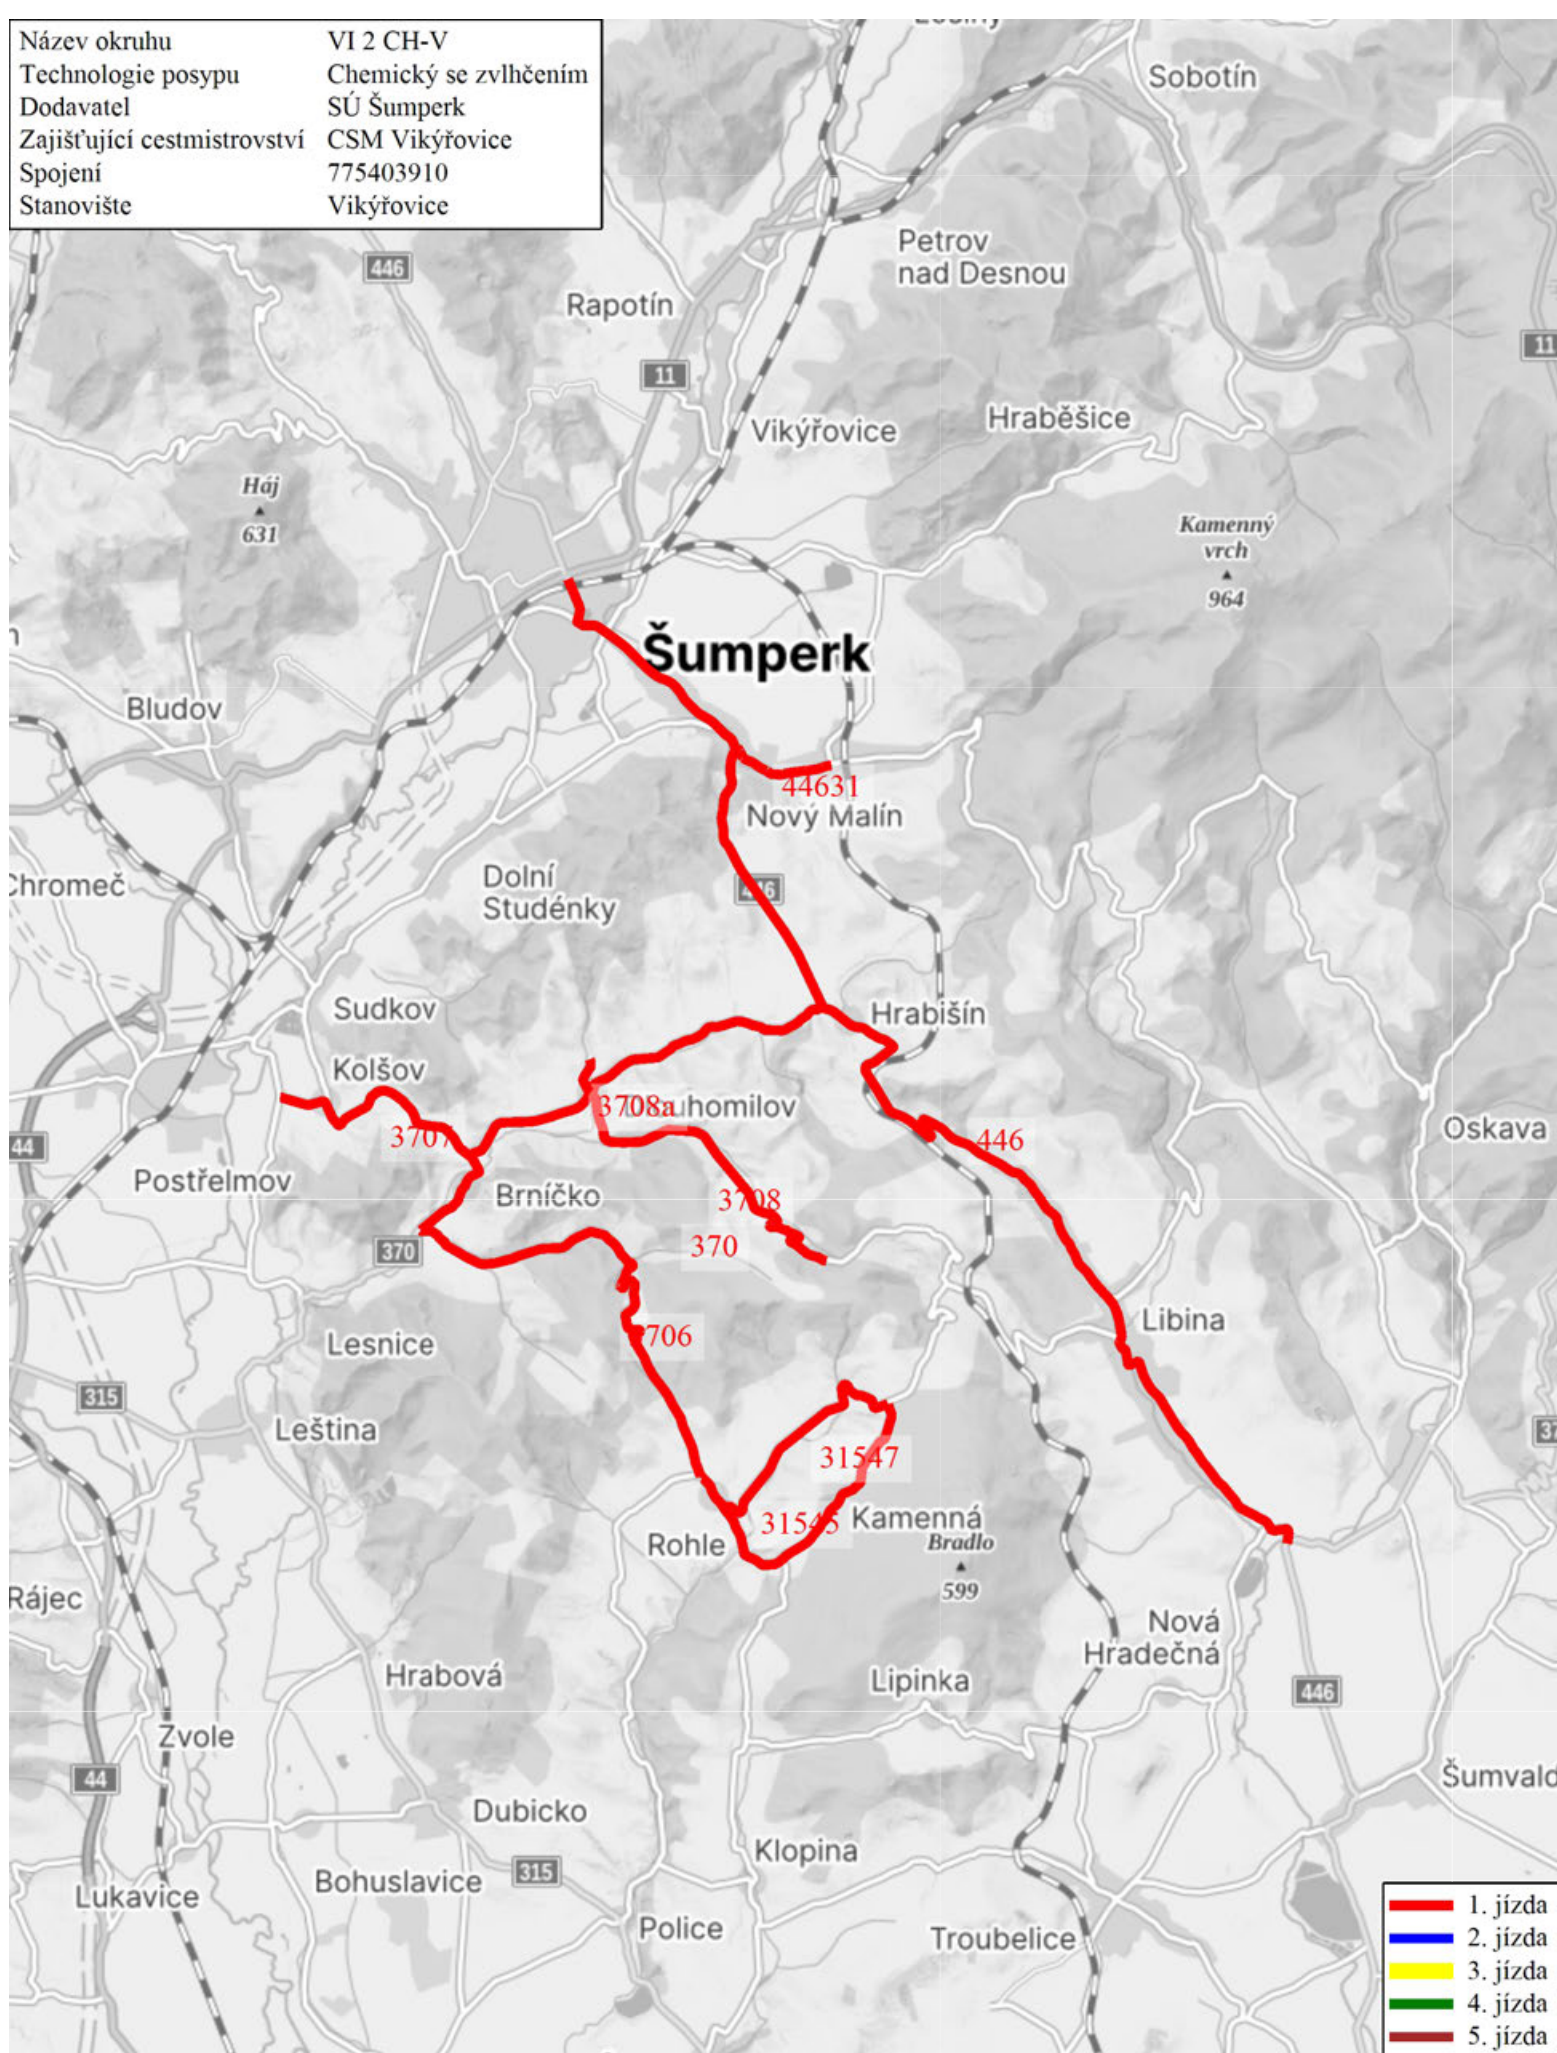 Název okruhu VI 2 CH-V
Technologie posypu Chemický se zvlhčením
Dodavatel SÚ Šumperk
Zajišťující cestmistrovství CSM Vikýřovice
Spojení 775403910
Stanoviště Vikýřovice
Sobotín
446
Petrov
nad Desnou
Rapotín
11
11
Hraběšice
Vikýřovice
Háj
631
Kamenný
vrch
964
Šumperk
Bludov
44631
Nový Malín
Chromeč
Dolní
Studénky
446
Sudkov
Hrabišín
Kolšov
3708a
3707
446
Oskava
44
Postřelmov
Brníčko
3708
370
370
Libina
706
Lesnice
315
Leština
31547
31545
Kamenná
Rohle
Bradlo
599
Rájec
Nová
Hradečná
Hrabová
Lipinka
446
Zvole
44
Šumvald
Dubicko
Klopina
315
Bohuslavice
Lukavice
Police
Troubelice
1. jízda
2. jízda
3. jízda
4. jízda
5. jízda